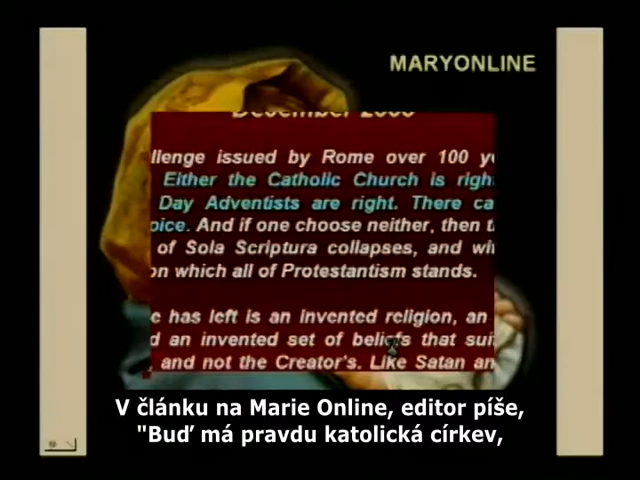 MARYONLINE
December
llenge issued by Rome over 100
Either the Catholic Church is righ
Day Adventists are right. There ca
oice. And if one choose neither, then
of Sola Scriptura collapses, and
on which all of Protestantism stands.
e has left is an invented religion, an
d an invented set of beliefs that sui
and not the Creator's. Like Satan an
V článku na Marie Online, editor píše,
"Buď má pravdu katolická církev,